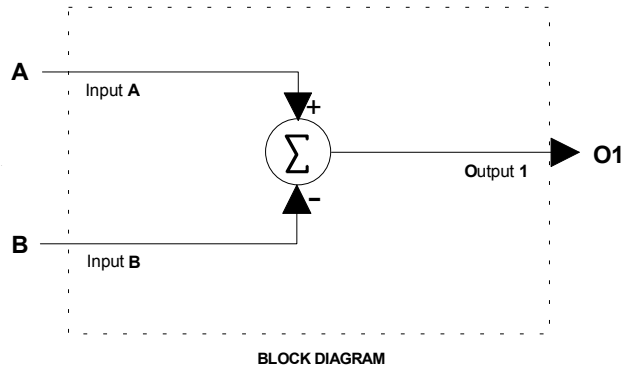 A
Input A
+
Σ
O1
Output 1
-
B
Input B
BLOCK DIAGRAM